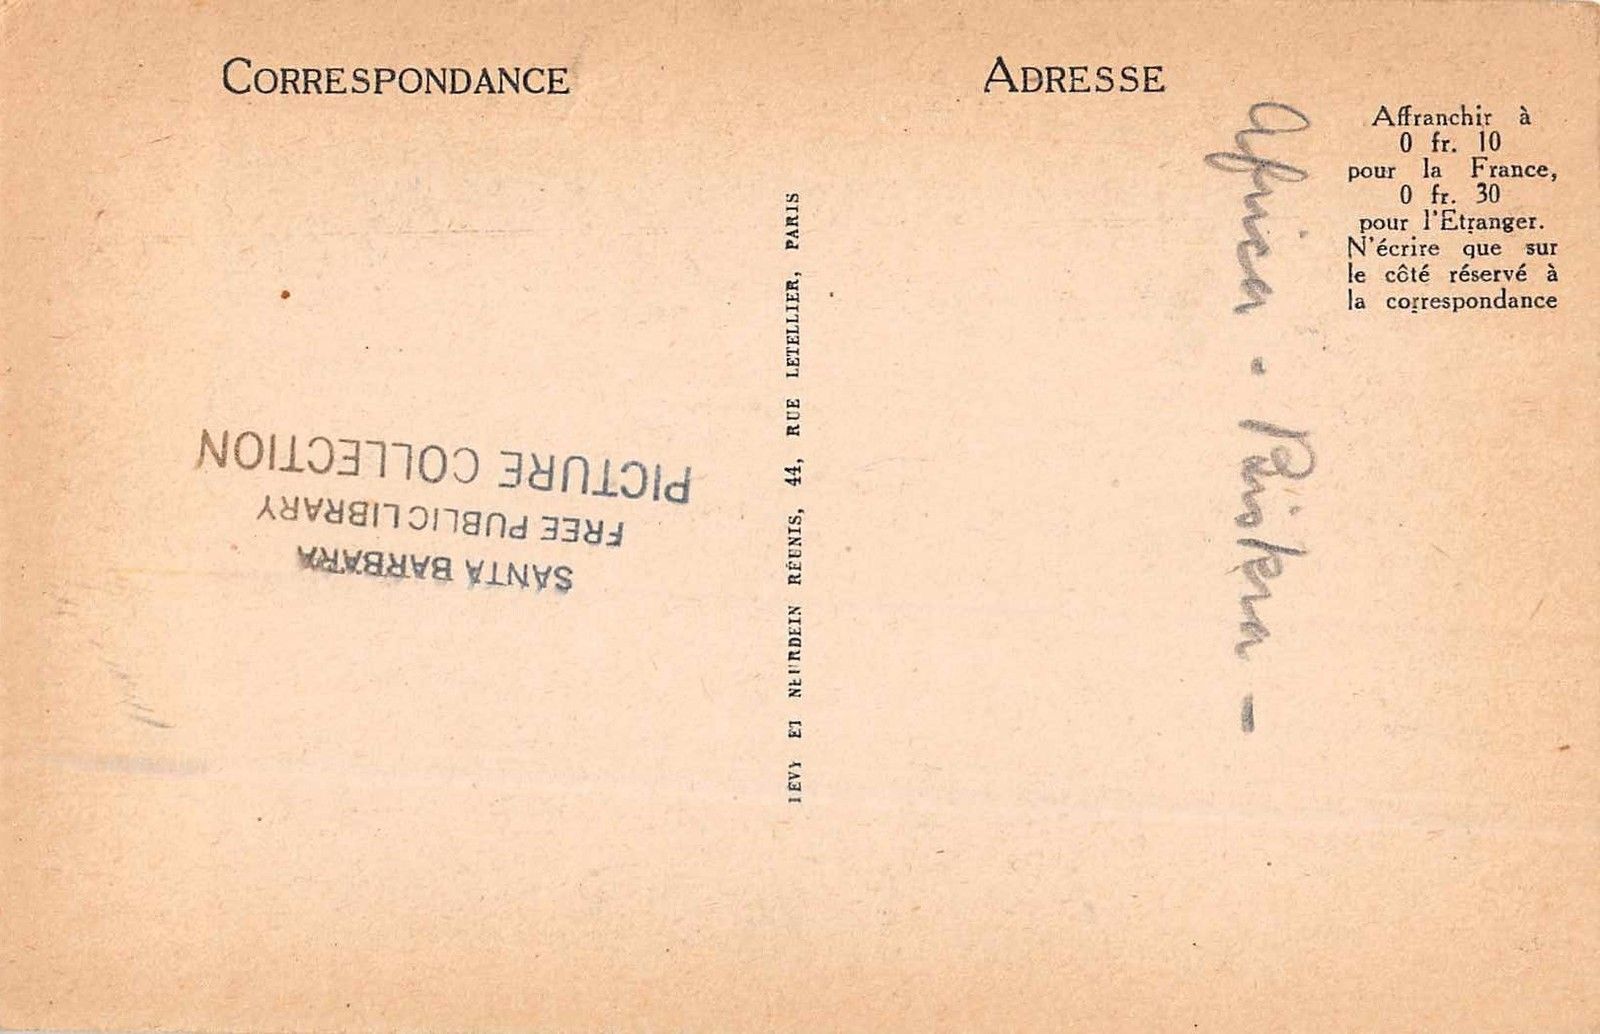 CORRESPONDANCE
ADRESSE
Affranchir à
0 fr. 10
pour la France,
0 fr. 30
pour l'Etranger.
N'écrire que sur
le côté réservé à
la correspondance
Africa - Biskra -
LEVY ET NEURDEIN RÉUNIS, 44, RUE LETELLIER, PARIS
SANTA BARBARA
FREE PUBLIC LIBRARY
PICTURE COLLECTION